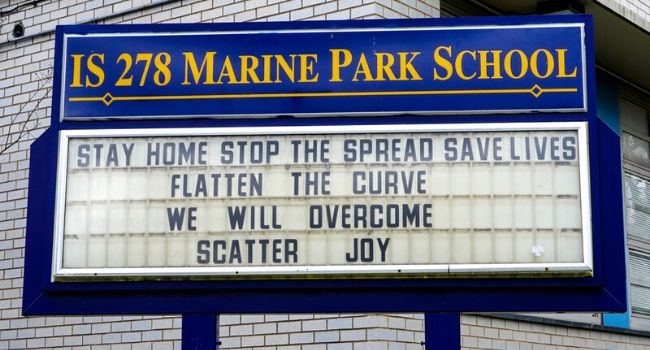 IS 278 MARINE PARK SCHOOL
STAY HOME STOP THE SPREAD SAVE LIVES
FLATTEN THE CURVE
WE WILL OVERCOME
SCATTER JOY